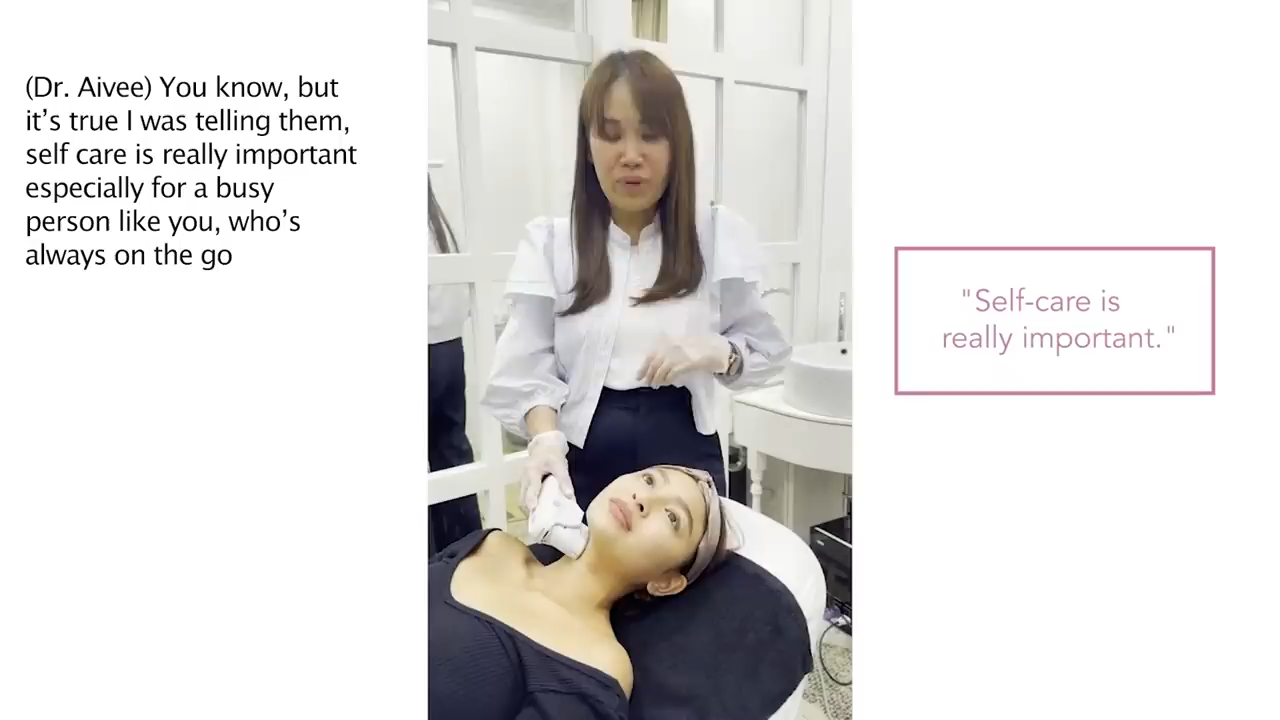 (Dr. Aivee) You know, but
it’s true I was telling them,
self care is really important
especially for a busy
person like you, who’s
always on the go
"Self-care is
really important."